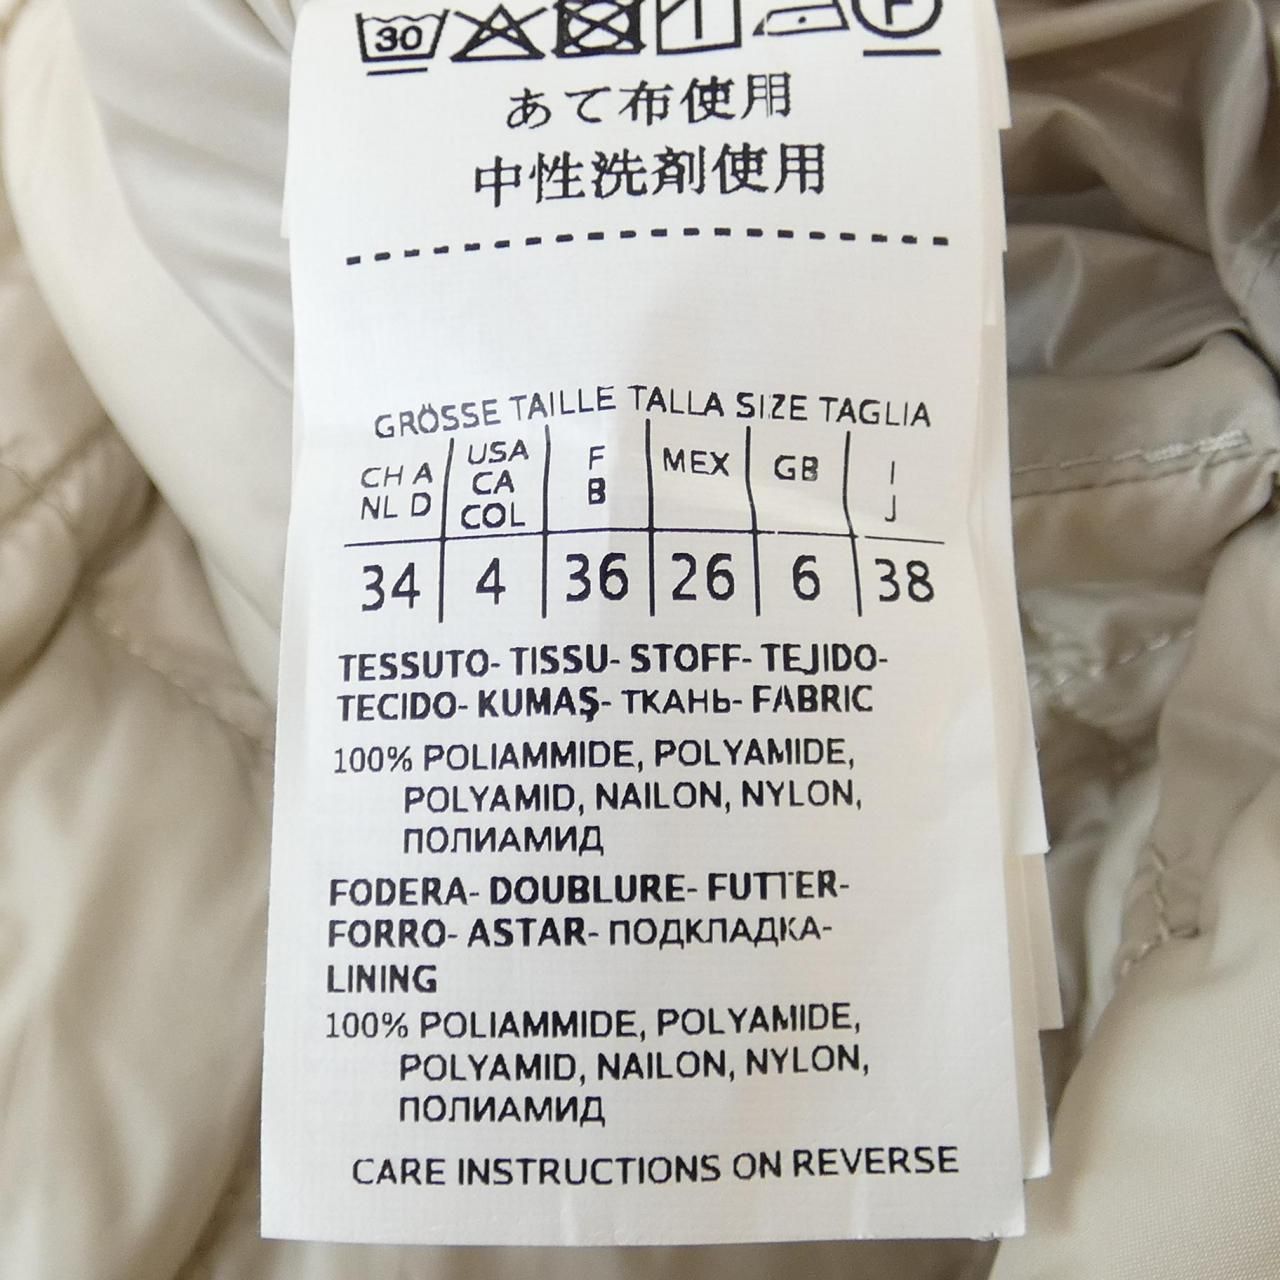 30
F
あて布使用
中性洗剤使用
GRÖSSE TAILLE TALLA SIZE TAGLIA
CH A NL D
USA CA COL
F B
MEX
GB
I J
34 4 36 26 6 38
TESSUTO- TISSU- STOFF- TEJIDO-
TECIDO- KUMAŞ- ТКАНЬ- FABRIC
100% POLIAMMIDE, POLYAMIDE,
POLYAMID, NAILON, NYLON,
ПОЛИАМИД
FODERA- DOUBLURE- FUTTER-
FORRO- ASTAR- ПОДКЛАДКА-
LINING
100% POLIAMMIDE, POLYAMIDE,
POLYAMID, NAILON, NYLON,
ПОЛИАМИД
CARE INSTRUCTIONS ON REVERSE